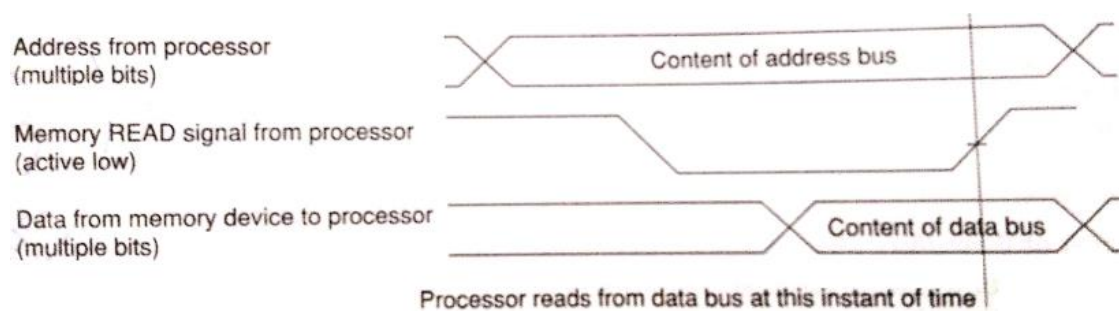 Address from processor
(multiple bits)
Content of address bus
Memory READ signal from processor
(active low)
Data from memory device to processor
(multiple bits)
Content of data bus
Processor reads from data bus at this instant of time